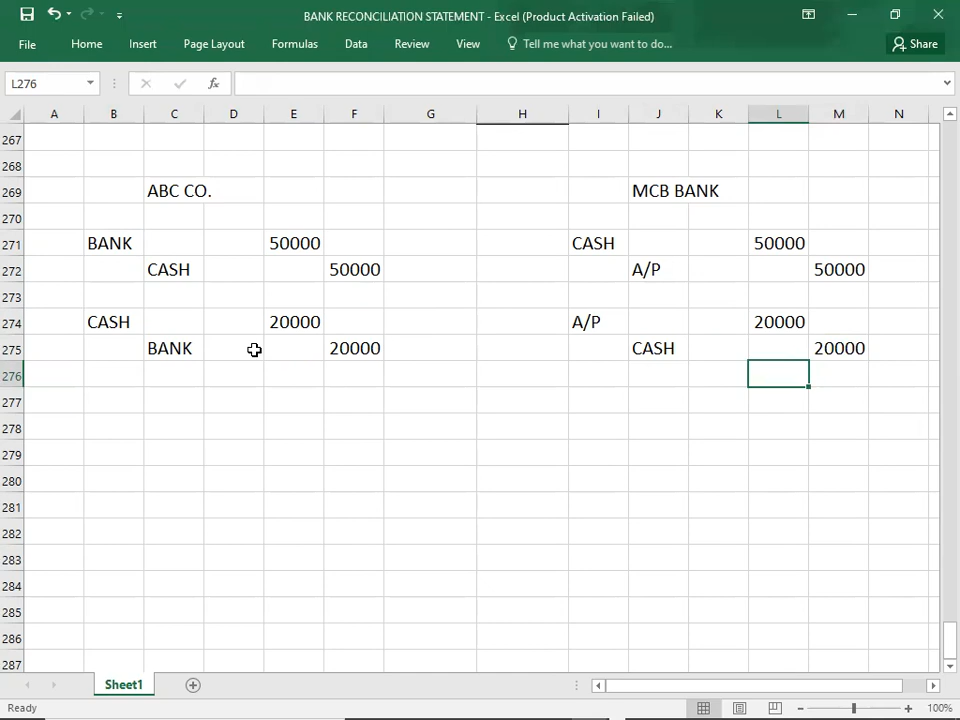 BANK RECONCILIATION STATEMENT - Excel (Product Activation Failed)
File Home Insert Page Layout Formulas Data Review View Tell me what you want to do... Share
L276 fx
A B C D E F G H I J K L M N
267
268
269 ABC CO. MCB BANK
270
271 BANK 50000 CASH 50000
272 CASH 50000 A/P 50000
273
274 CASH 20000 A/P 20000
275 BANK 20000 CASH 20000
276
277
278
279
280
281
282
283
284
285
286
287
Sheet1
Ready 100%